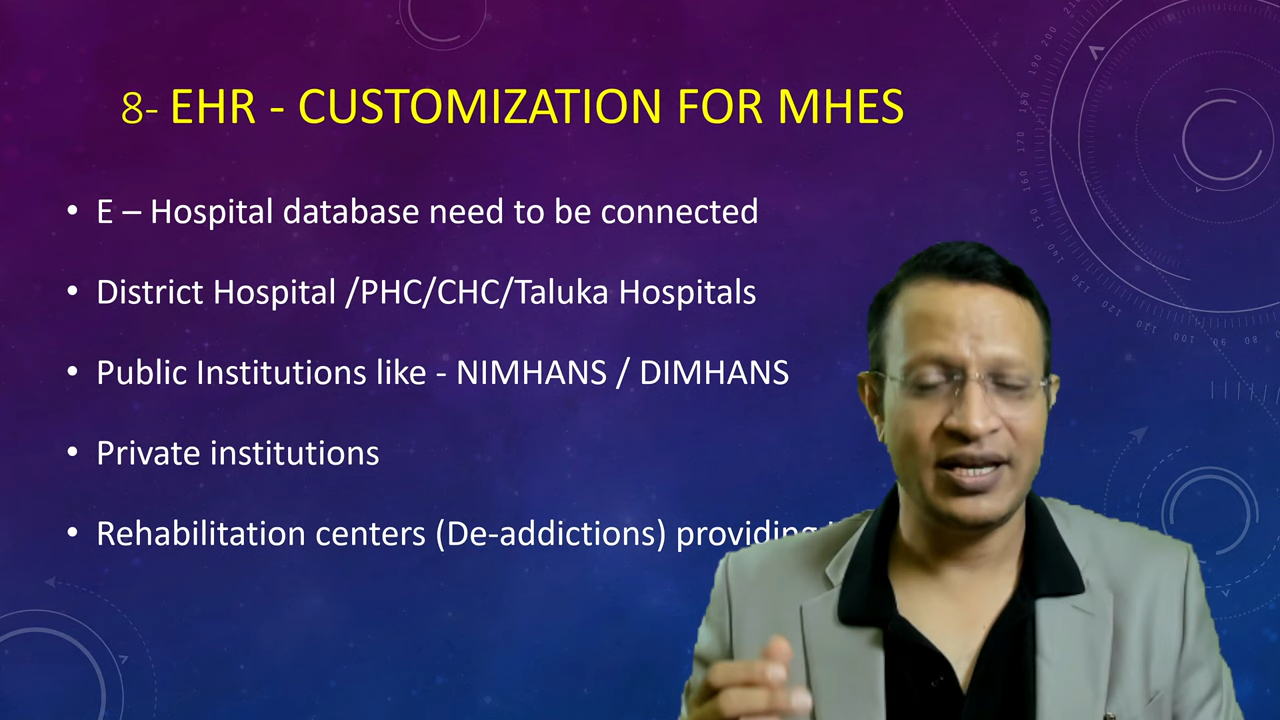 8- EHR - CUSTOMIZATION FOR MHES
• E – Hospital database need to be connected
• District Hospital /PHC/CHC/Taluka Hospitals
• Public Institutions like - NIMHANS / DIMHANS
• Private institutions
• Rehabilitation centers (De-addictions) providing